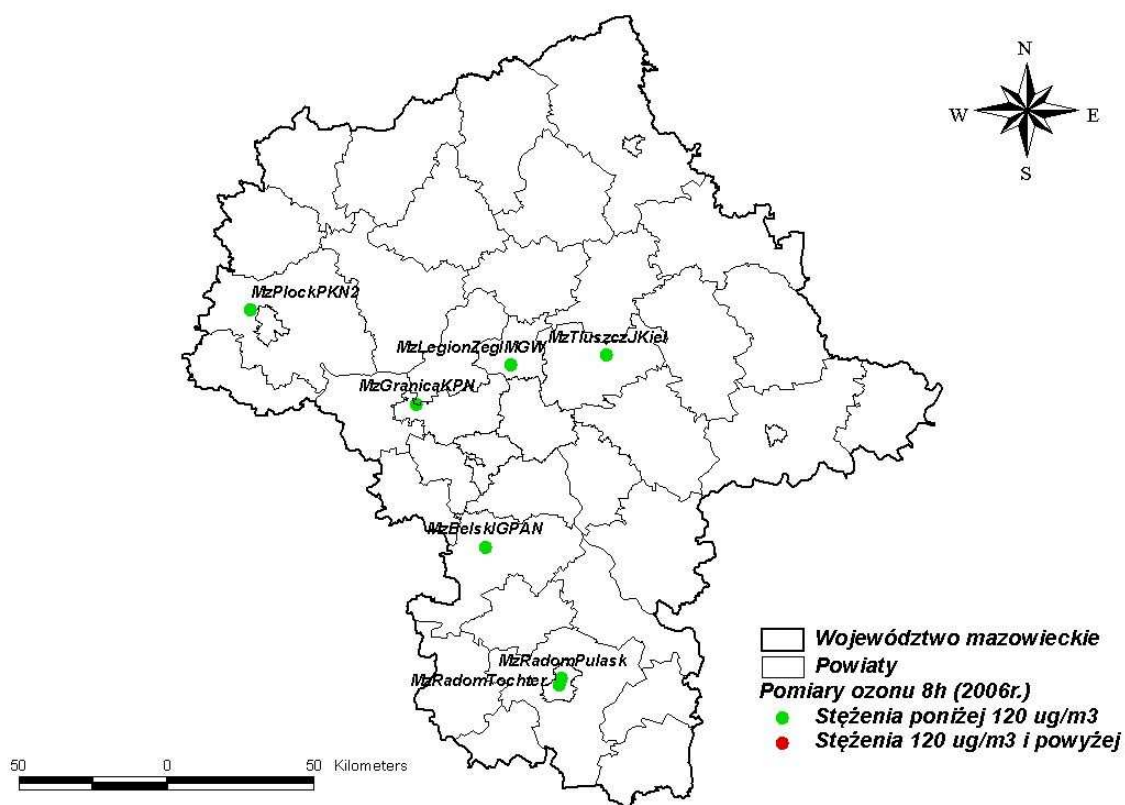 N
W
E
S
MzPlockPKN2
MzTluszczJKiel
MzLegionZegIMGW
MzGranicaKPN
MzBelskIGPAN
MzRadomPulask
MzRadomTochter
Województwo mazowieckie
Powiaty
Pomiary ozonu 8h (2006r.)
Stężenia poniżej 120 ug/m3
Stężenia 120 ug/m3 i powyżej
50 0 50 Kilometers